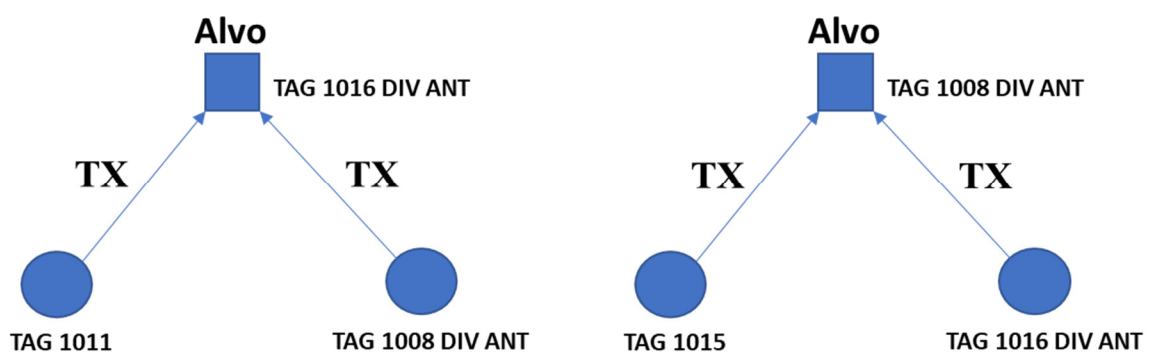 Alvo
TAG 1016 DIV ANT
TX
TX
TAG 1011
TAG 1008 DIV ANT
Alvo
TAG 1008 DIV ANT
TX
TX
TAG 1015
TAG 1016 DIV ANT